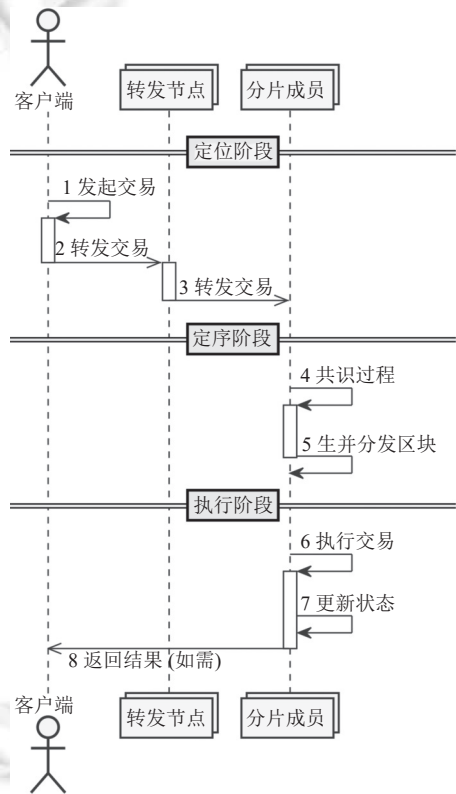 客户端
转发节点
分片成员
定位阶段
1 发起交易
2 转发交易
3 转发交易
定序阶段
4 共识过程
5 生并分发区块
执行阶段
6 执行交易
7 更新状态
8 返回结果 (如需)
客户端
转发节点
分片成员